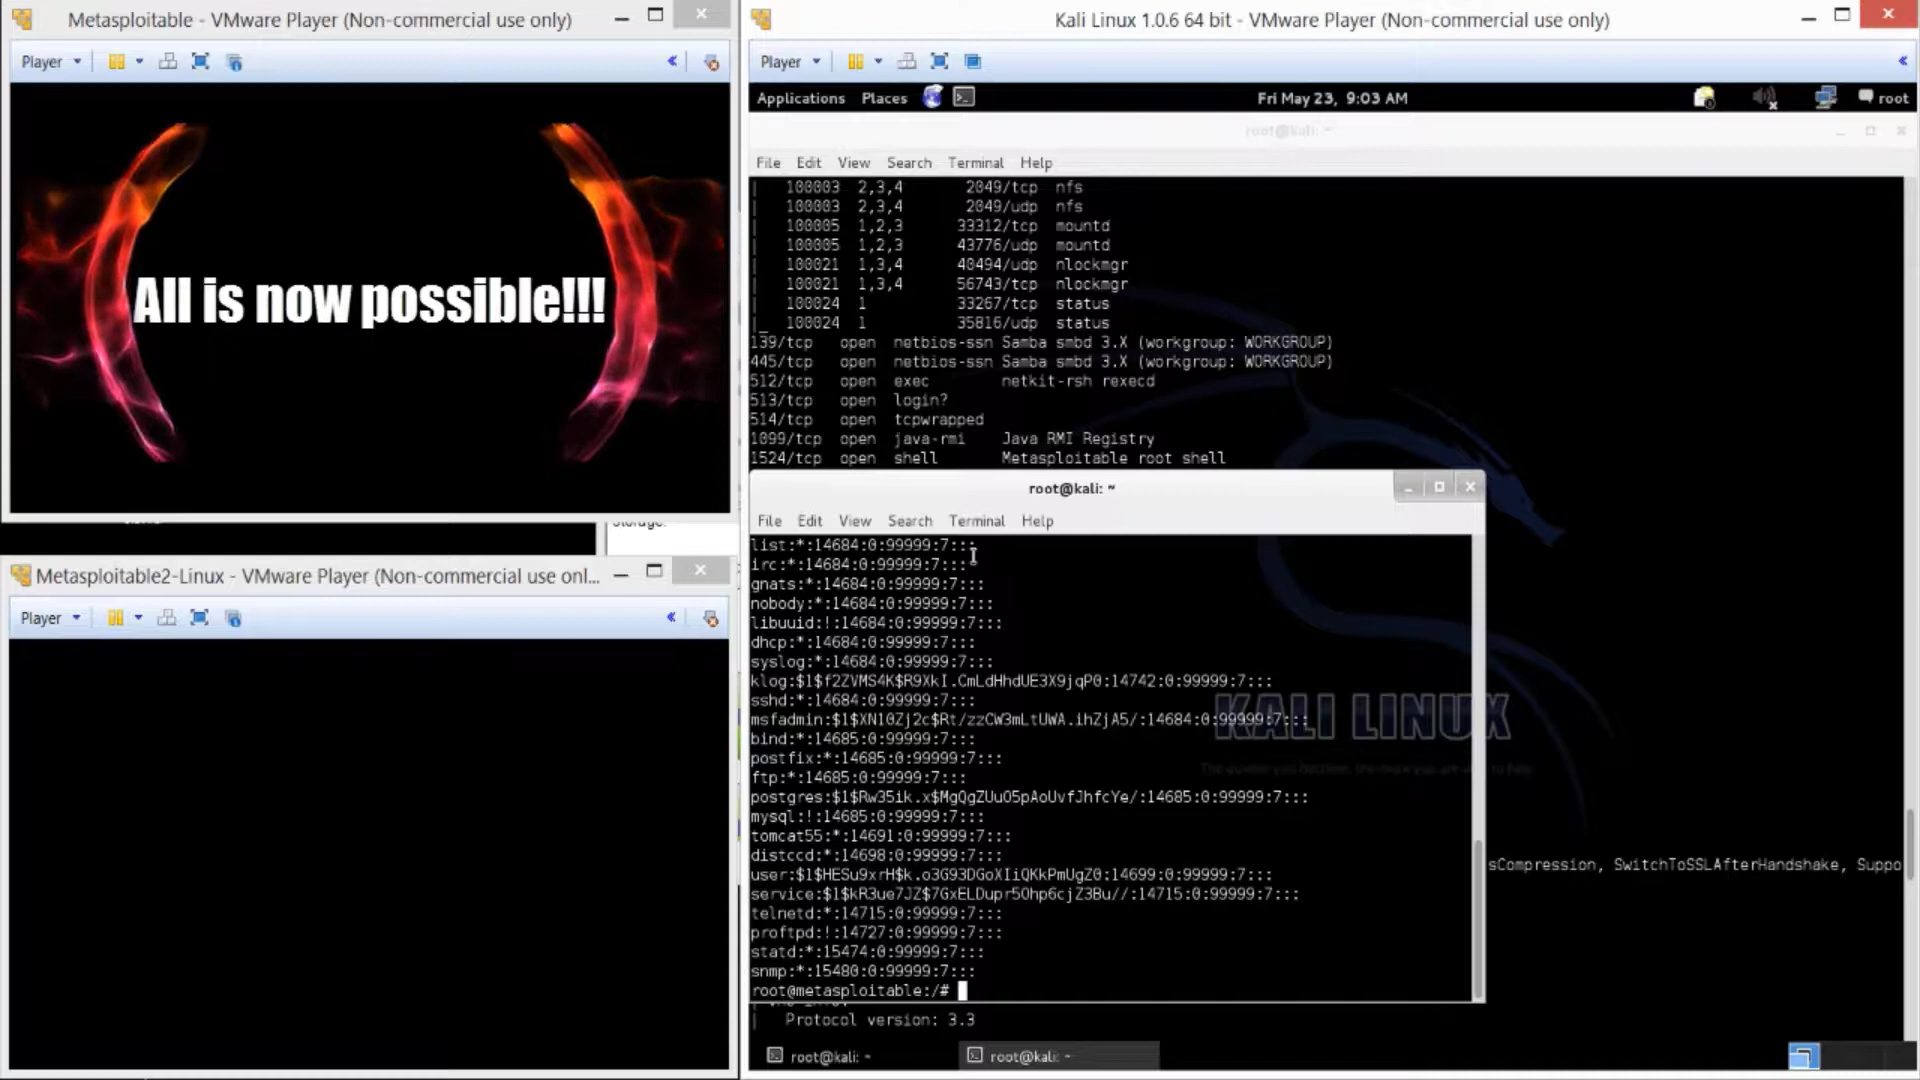 Metasploitable - VMware Player (Non-commercial use only)
Player
All is now possible!!!
Storage:
Metasploitable2-Linux - VMware Player (Non-commercial use onl...
Player
Kali Linux 1.0.6 64 bit - VMware Player (Non-commercial use only)
Player
Applications Places Fri May 23, 9:03 AM root
root@kali: ~
File Edit View Search Terminal Help
| 100003 2,3,4 2049/tcp nfs
100003 2,3,4 2049/udp nfs
100005 1,2,3 33312/tcp mountd
100005 1,2,3 43776/udp mountd
100021 1,3,4 40494/udp nlockmgr
100021 1,3,4 56743/udp nlockmgr
100024 1 33267/tcp status
|_ 100024 1 35816/udp status
139/tcp open netbios-ssn Samba smbd 3.X (workgroup: WORKGROUP)
445/tcp open netbios-ssn Samba smbd 3.X (workgroup: WORKGROUP)
512/tcp open exec netkit-rsh rexecd
513/tcp open login?
514/tcp open tcpwrapped
1099/tcp open java-rmi Java RMI Registry
1524/tcp open shell Metasploitable root shell
root@kali: ~
File Edit View Search Terminal Help
list:*:14684:0:99999:7:::
irc:*:14684:0:99999:7:::
gnats:*:14684:0:99999:7:::
nobody:*:14684:0:99999:7:::
libuuid:!:14684:0:99999:7:::
dhcp:*:14684:0:99999:7:::
syslog:*:14684:0:99999:7:::
klog:$1$f2ZVMS4K$R9XkI.CmLdHhdUE3X9jqP0:14742:0:99999:7:::
sshd:*:14684:0:99999:7:::
msfadmin:$1$XN10Zj2c$Rt/zzCW3mLtUWA.ihZjA5/:14684:0:99999:7:::
bind:*:14685:0:99999:7:::
postfix:*:14685:0:99999:7:::
ftp:*:14685:0:99999:7:::
postgres:$1$Rw35ik.x$MgQgZUuO5pAoUvfJhfcYe/:14685:0:99999:7:::
mysql:!:14685:0:99999:7:::
tomcat55:*:14691:0:99999:7:::
distccd:*:14698:0:99999:7:::
user:$1$HESu9xrH$k.o3G93DGoXIiQKkPmUgZ0:14699:0:99999:7:::
service:$1$kR3ue7JZ$7GxELDupr5Ohp6cjZ3Bu//:14715:0:99999:7:::
telnetd:*:14715:0:99999:7:::
proftpd:!:14727:0:99999:7:::
statd:*:15474:0:99999:7:::
snmp:*:15480:0:99999:7:::
root@metasploitable:/#
KALI LINUX
sCompression, SwitchToSSLAfterHandshake, Suppo
| Protocol version: 3.3
root@kali: ~ root@kali: ~